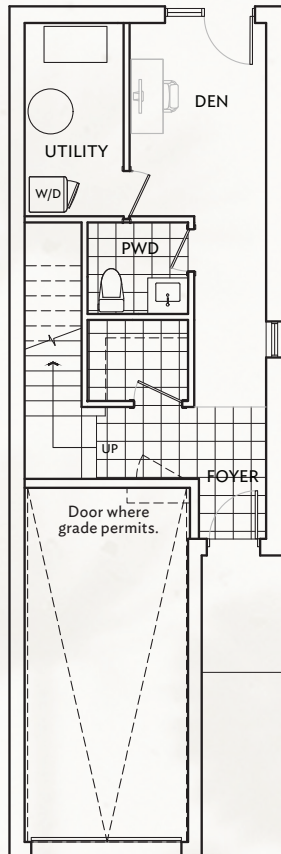 DEN
UTILITY
W/D
PWD
UP
FOYER
Door where
grade permits.